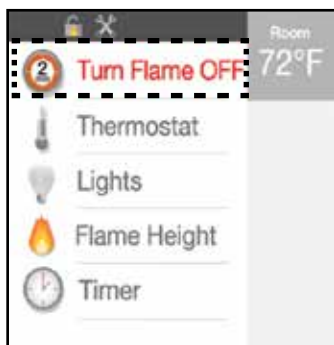 Room
72°F
2
Turn Flame OFF
Thermostat
Lights
Flame Height
Timer